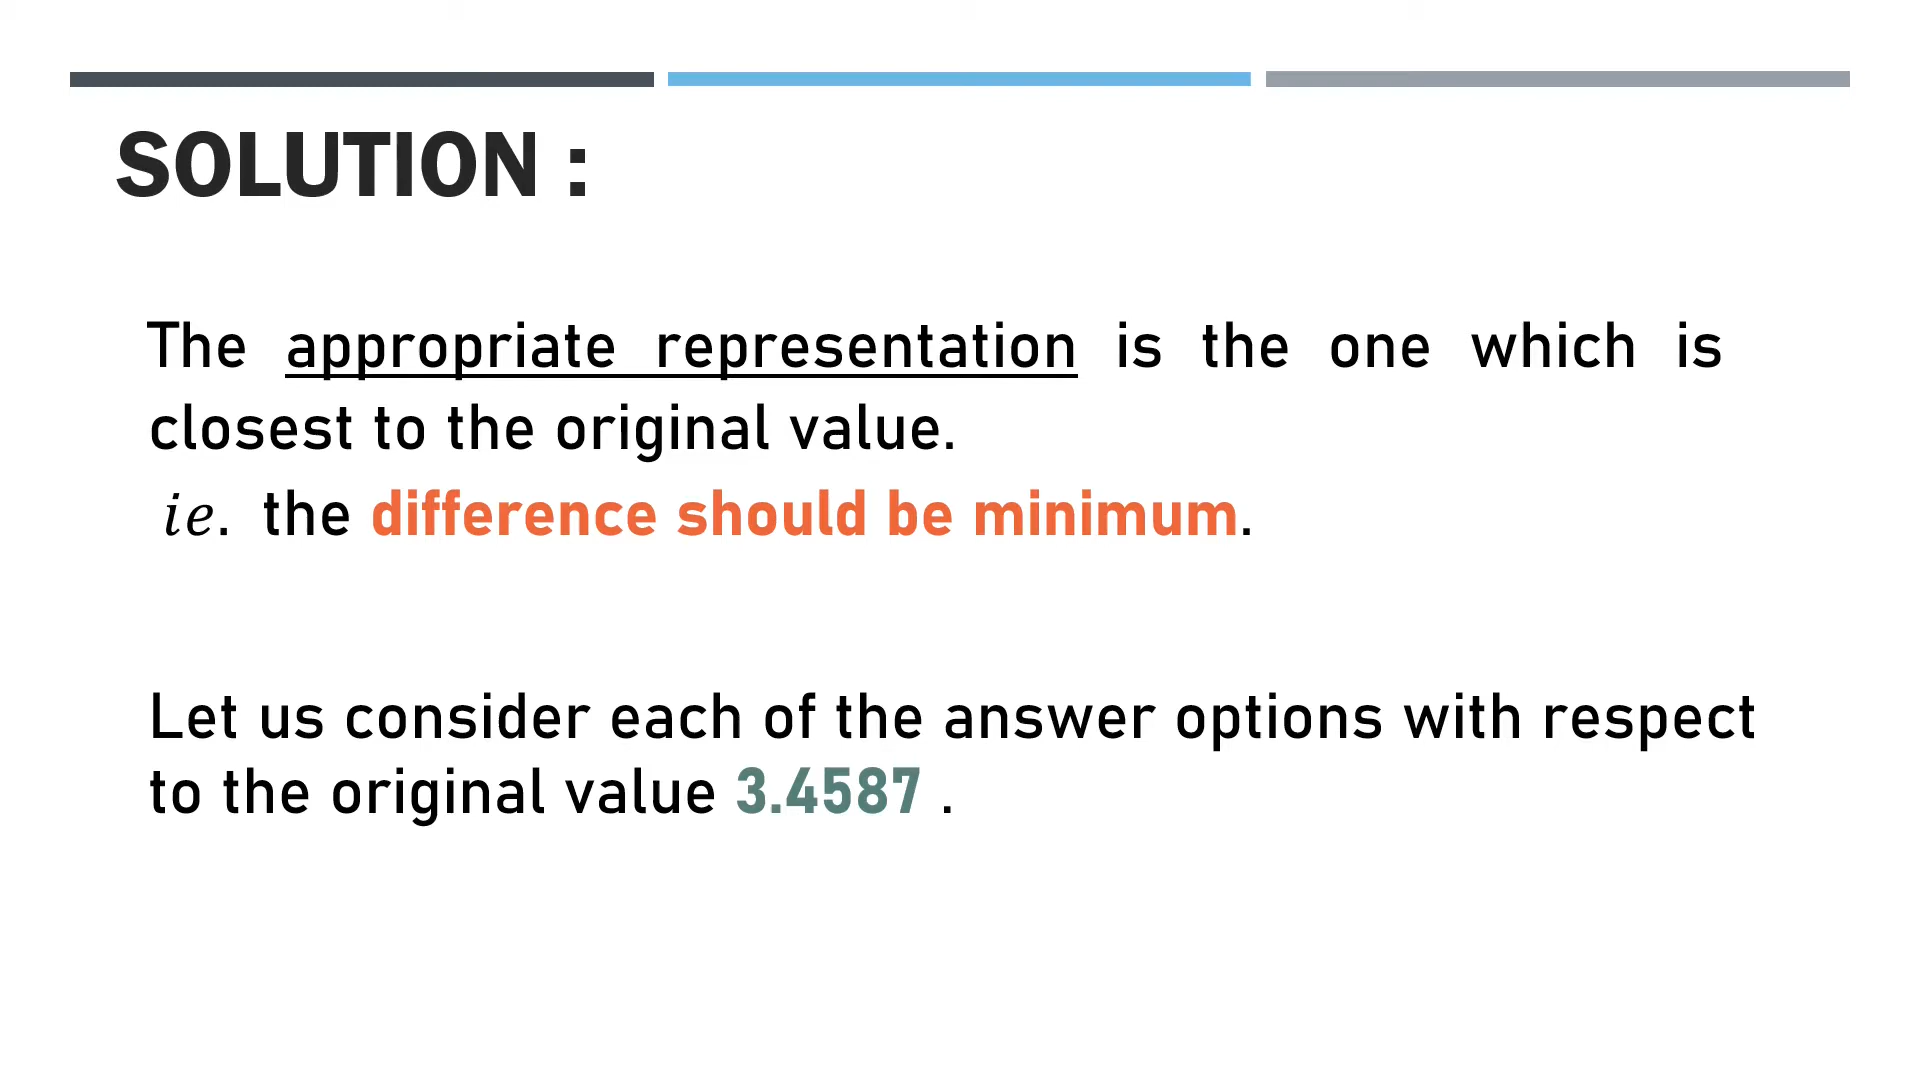 SOLUTION :
The appropriate representation is the one which is
closest to the original value.
ie. the difference should be minimum.
Let us consider each of the answer options with respect
to the original value 3.4587 .